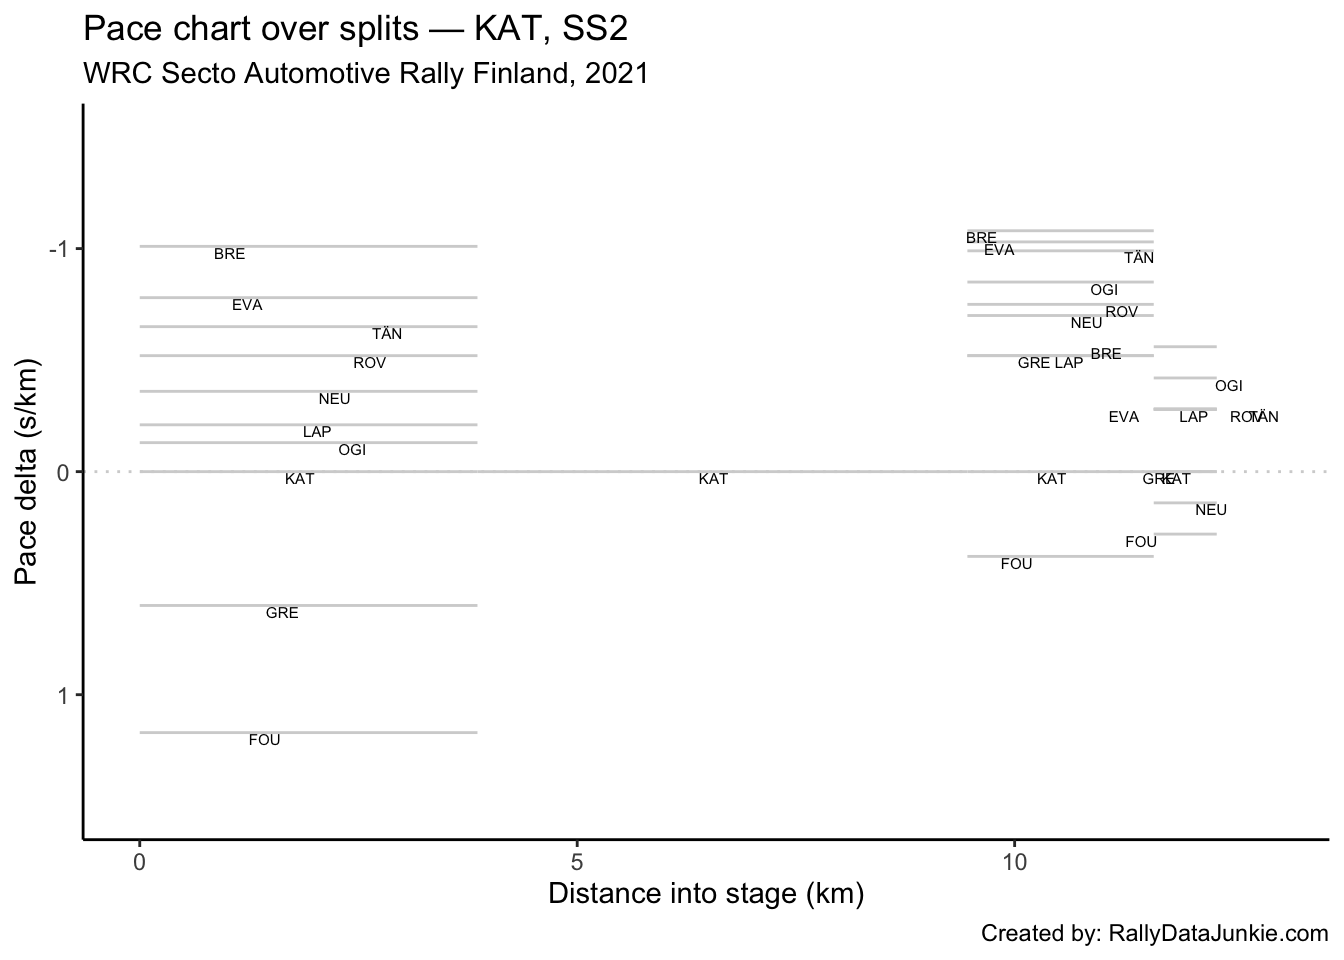 Pace chart over splits — KAT, SS2
WRC Secto Automotive Rally Finland, 2021
Pace delta (s/km)
-1
0
1
BRE
EVA
TÄN
ROV
NEU
LAP
OGI
KAT
GRE
FOU
KAT
BRE
EVA
TÄN
OGI
ROV
NEU
BRE
GRE LAP
OGI
EVA
LAP
ROV
TÄN
KAT
GRE
KAT
NEU
FOU
FOU
0
5
10
Distance into stage (km)
Created by: RallyDataJunkie.com